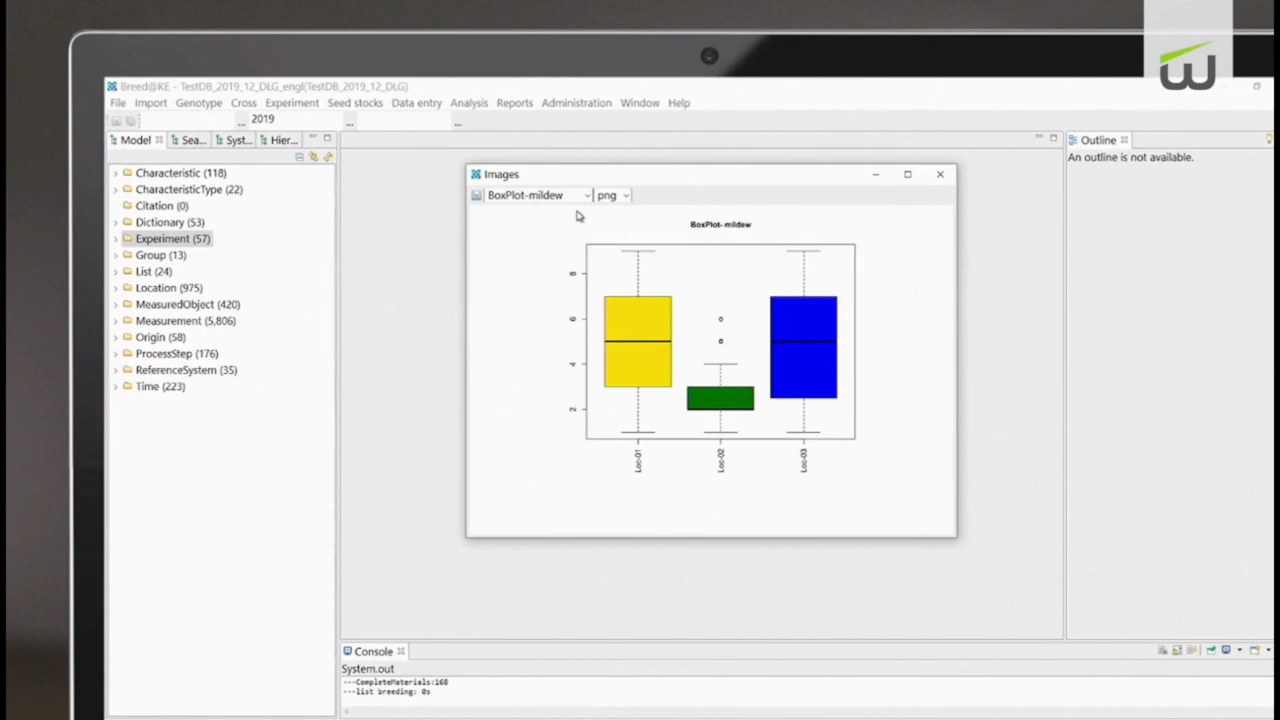 Breed@KE - TestDB_2019_12_DLG_engl(TestDB_2019_12_DLG)
File Import Genotype Cross Experiment Seed stocks Data entry Analysis Reports Administration Window Help
... 2019 ... ...
Model Sea... Syst... Hier...
Characteristic (118)
CharacteristicType (22)
Citation (0)
Dictionary (53)
Experiment (57)
Group (13)
List (24)
Location (975)
MeasuredObject (420)
Measurement (5,806)
Origin (58)
ProcessStep (176)
ReferenceSystem (35)
Time (223)
Images
BoxPlot-mildew png
BoxPlot- mildew
8
6
4
2
Loc-01 Loc-02 Loc-03
Outline
An outline is not available.
Console
System.out
---CompleteMaterials:168
---list breeding: 0s